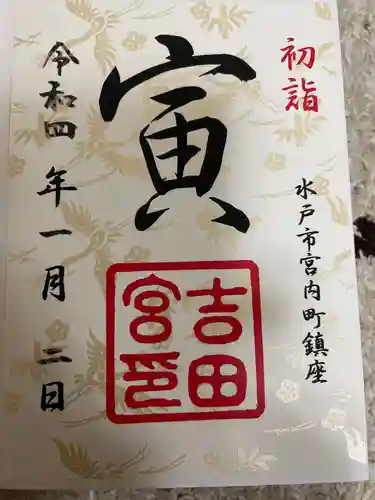 初詣
水戸市宮内町鎮座
寅
吉田
宮印
令和四年一月二日